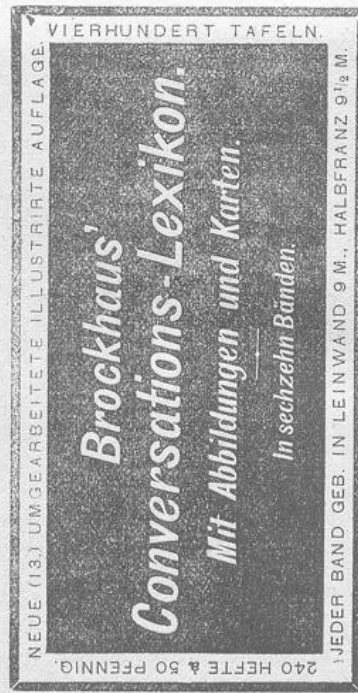 NEUE (13.) UMGEARBEITETE ILLUSTRIRTE AUFLAGE.
VIERHUNDERT TAFELN.
Brockhaus'
Conversations-Lexikon.
Mit Abbildungen und Karten.
In sechzehn Bänden.
240 HEFTE à 50 PFENNIG.
JEDER BAND GEB. IN LEINWAND 9 M., HALBFRANZ 9½ M.